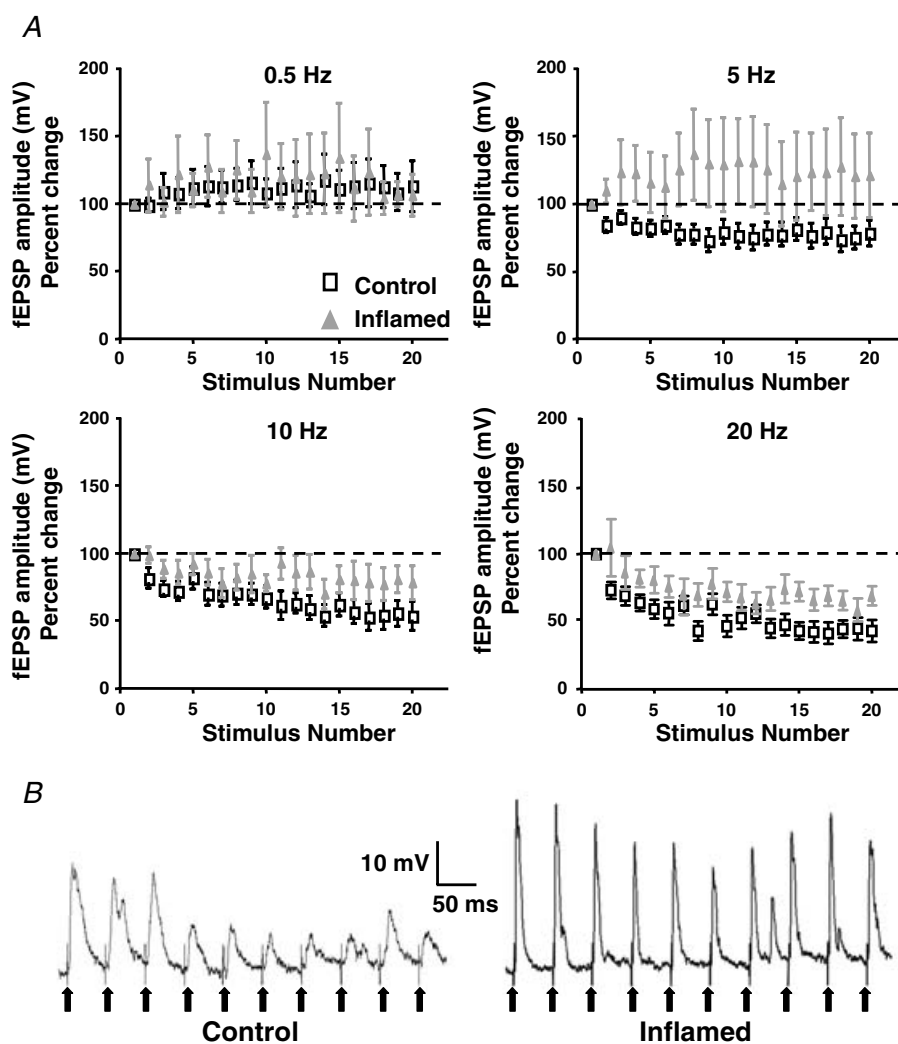 A
0.5 Hz
fEPSP amplitude (mV)
Percent change
200
150
100
50
0
Control
Inflamed
0 5 10 15 20
Stimulus Number
5 Hz
fEPSP amplitude (mV)
Percent change
200
150
100
50
0
0 5 10 15 20
Stimulus Number
10 Hz
fEPSP amplitude (mV)
Percent change
200
150
100
50
0
0 5 10 15 20
Stimulus Number
20 Hz
fEPSP amplitude (mV)
Percent change
200
150
100
50
0
0 5 10 15 20
Stimulus Number
B
10 mV
50 ms
Control
Inflamed